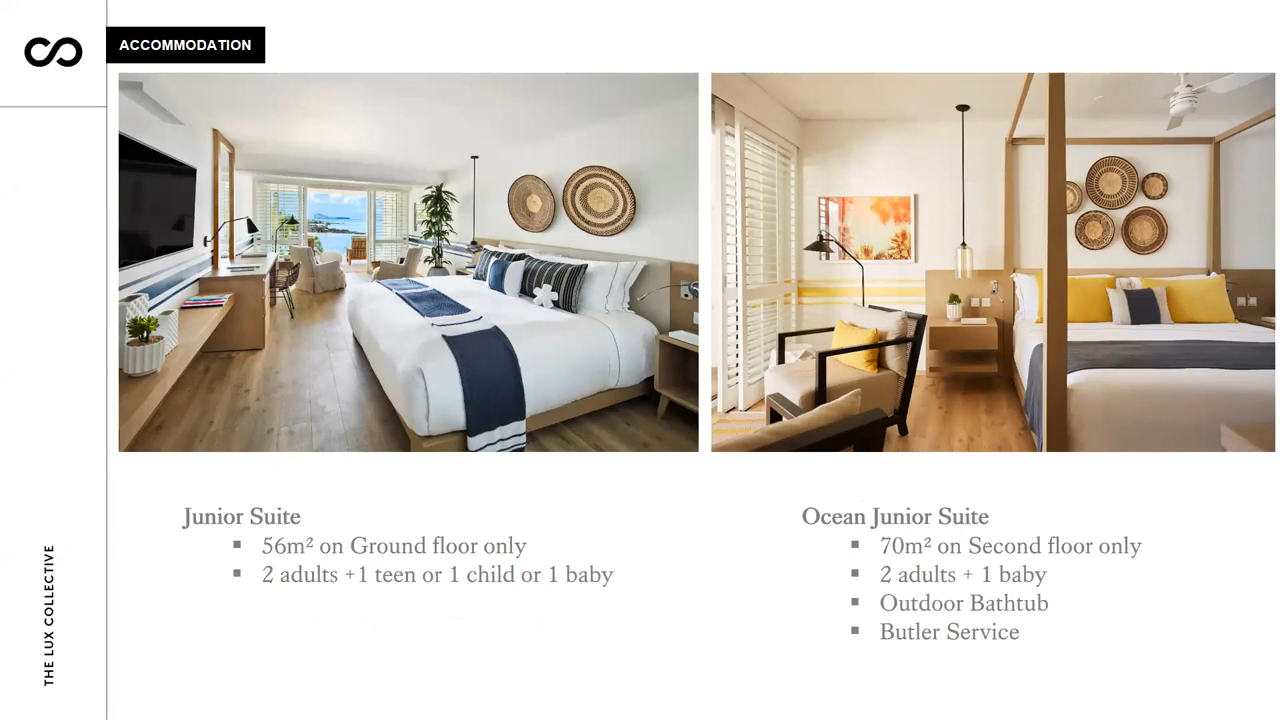 ACCOMMODATION
Junior Suite
▪ 56m² on Ground floor only
▪ 2 adults +1 teen or 1 child or 1 baby
Ocean Junior Suite
▪ 70m² on Second floor only
▪ 2 adults + 1 baby
▪ Outdoor Bathtub
▪ Butler Service
THE LUX COLLECTIVE